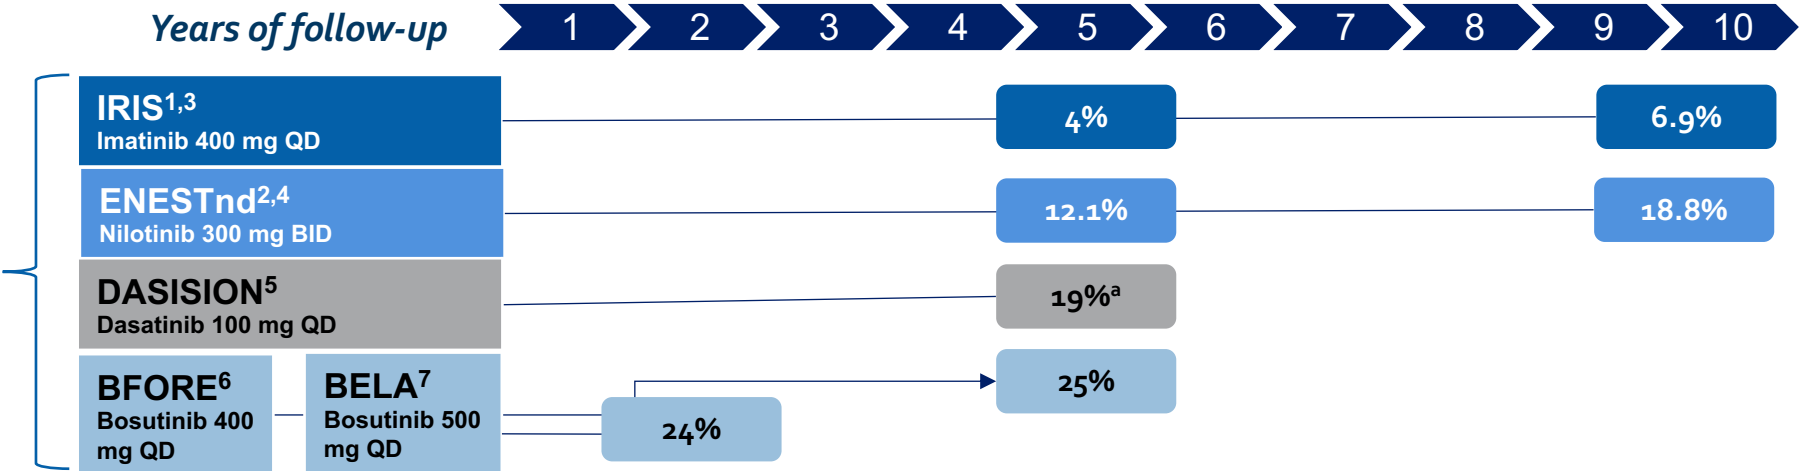 Years of follow-up 1 2 3 4 5 6 7 8 9 10
IRIS1,3
Imatinib 400 mg QD
4%
6.9%
ENESTnd2,4
Nilotinib 300 mg BID
12.1%
18.8%
DASISION5
Dasatinib 100 mg QD
19%a
BFORE6
Bosutinib 400
mg QD
BELA7
Bosutinib 500
mg QD
24%
25%